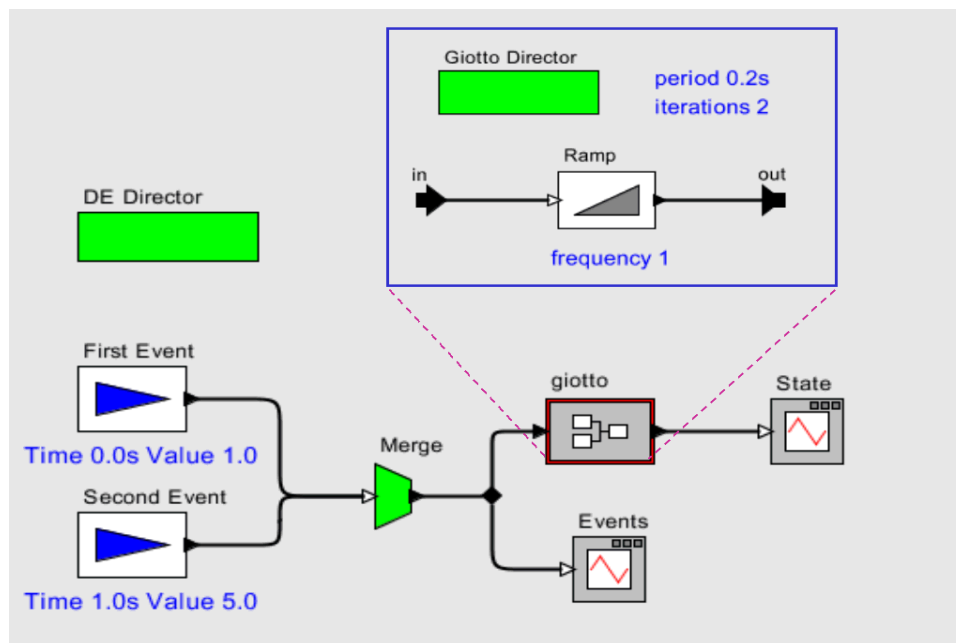 Giotto Director
period 0.2s
iterations 2
in
Ramp
out
frequency 1
DE Director
First Event
Time 0.0s Value 1.0
Second Event
Time 1.0s Value 5.0
Merge
giotto
State
Events